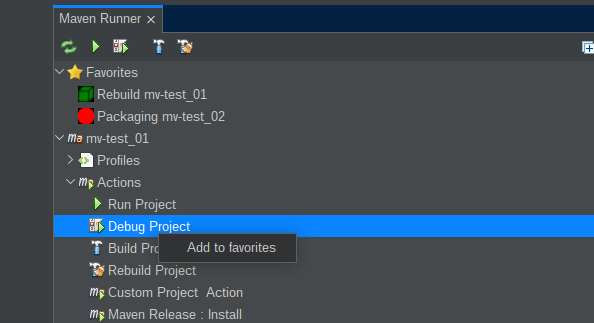 Maven Runner
Favorites
Rebuild mv-test_01
Packaging mv-test_02
ma mv-test_01
Profiles
Actions
Run Project
Debug Project
Build Pro
Add to favorites
Rebuild Project
Custom Project Action
Maven Release : Install